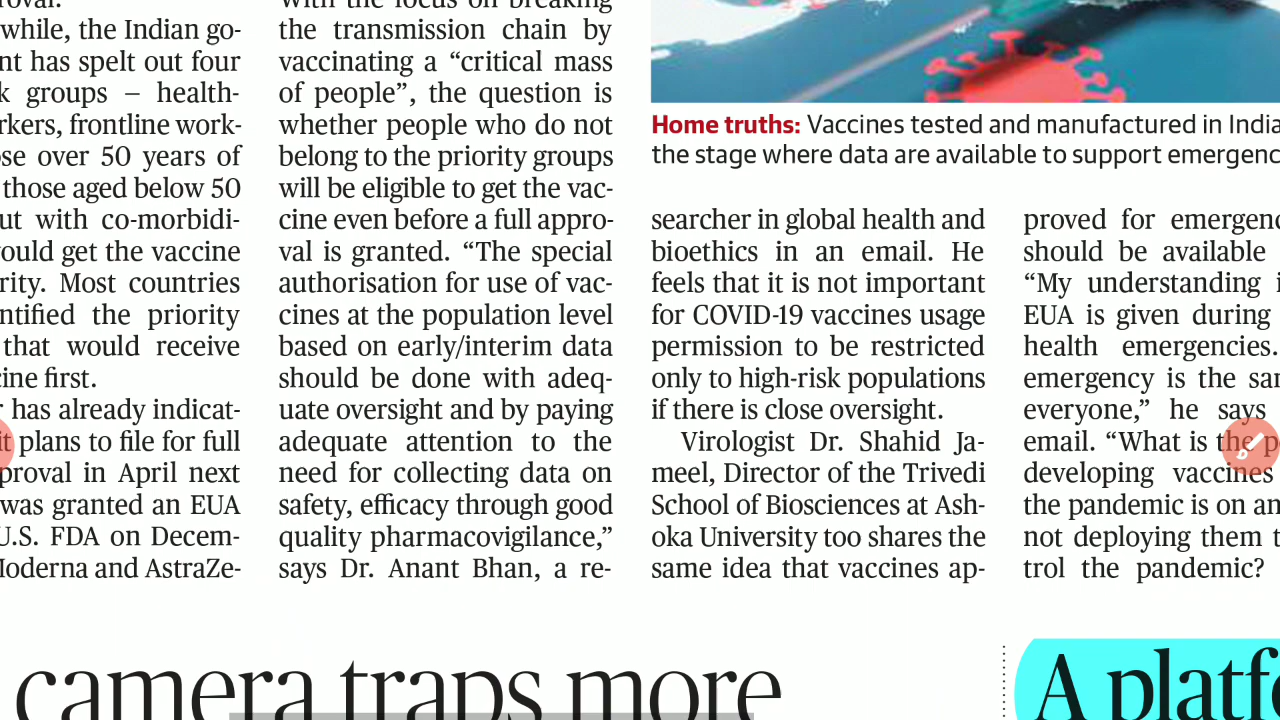 roval.
while, the Indian go-
nt has spelt out four
k groups – health-
rkers, frontline work-
ose over 50 years of
those aged below 50
ut with co-morbidi-
ould get the vaccine
rity. Most countries
ntified the priority
that would receive
cine first.
r has already indicat-
it plans to file for full
proval in April next
was granted an EUA
U.S. FDA on Decem-
Moderna and AstraZe-
with the focus on breaking
the transmission chain by
vaccinating a “critical mass
of people”, the question is
whether people who do not
belong to the priority groups
will be eligible to get the vac-
cine even before a full appro-
val is granted. “The special
authorisation for use of vac-
cines at the population level
based on early/interim data
should be done with adeq-
uate oversight and by paying
adequate attention to the
need for collecting data on
safety, efficacy through good
quality pharmacovigilance,”
says Dr. Anant Bhan, a re-
Home truths: Vaccines tested and manufactured in India
the stage where data are available to support emergenc
searcher in global health and
bioethics in an email. He
feels that it is not important
for COVID-19 vaccines usage
permission to be restricted
only to high-risk populations
if there is close oversight.
Virologist Dr. Shahid Ja-
meel, Director of the Trivedi
School of Biosciences at Ash-
oka University too shares the
same idea that vaccines ap-
proved for emergenc
should be available
“My understanding i
EUA is given during
health emergencies.
emergency is the sam
everyone,” he says
email. “What is the p
developing vaccines
the pandemic is on an
not deploying them t
trol the pandemic?
camera traps more
A platfo